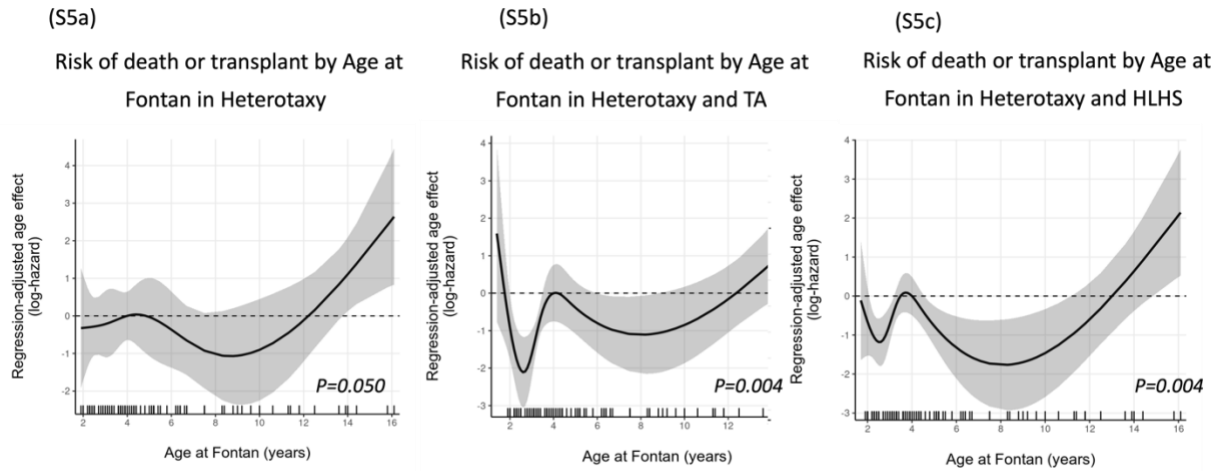 (S5a)
Risk of death or transplant by Age at
Fontan in Heterotaxy
Regression-adjusted age effect
(log-hazard)
4
3
2
1
0
-1
-2
P=0.050
2 4 6 8 10 12 14 16
Age at Fontan (years)
(S5b)
Risk of death or transplant by Age at
Fontan in Heterotaxy and TA
Regression-adjusted age effect
(log-hazard)
4
3
2
1
0
-1
-2
-3
P=0.004
2 4 6 8 10 12
Age at Fontan (years)
(S5c)
Risk of death or transplant by Age at
Fontan in Heterotaxy and HLHS
Regression-adjusted age effect
(log-hazard)
4
3
2
1
0
-1
-2
-3
P=0.004
2 4 6 8 10 12 14 16
Age at Fontan (years)